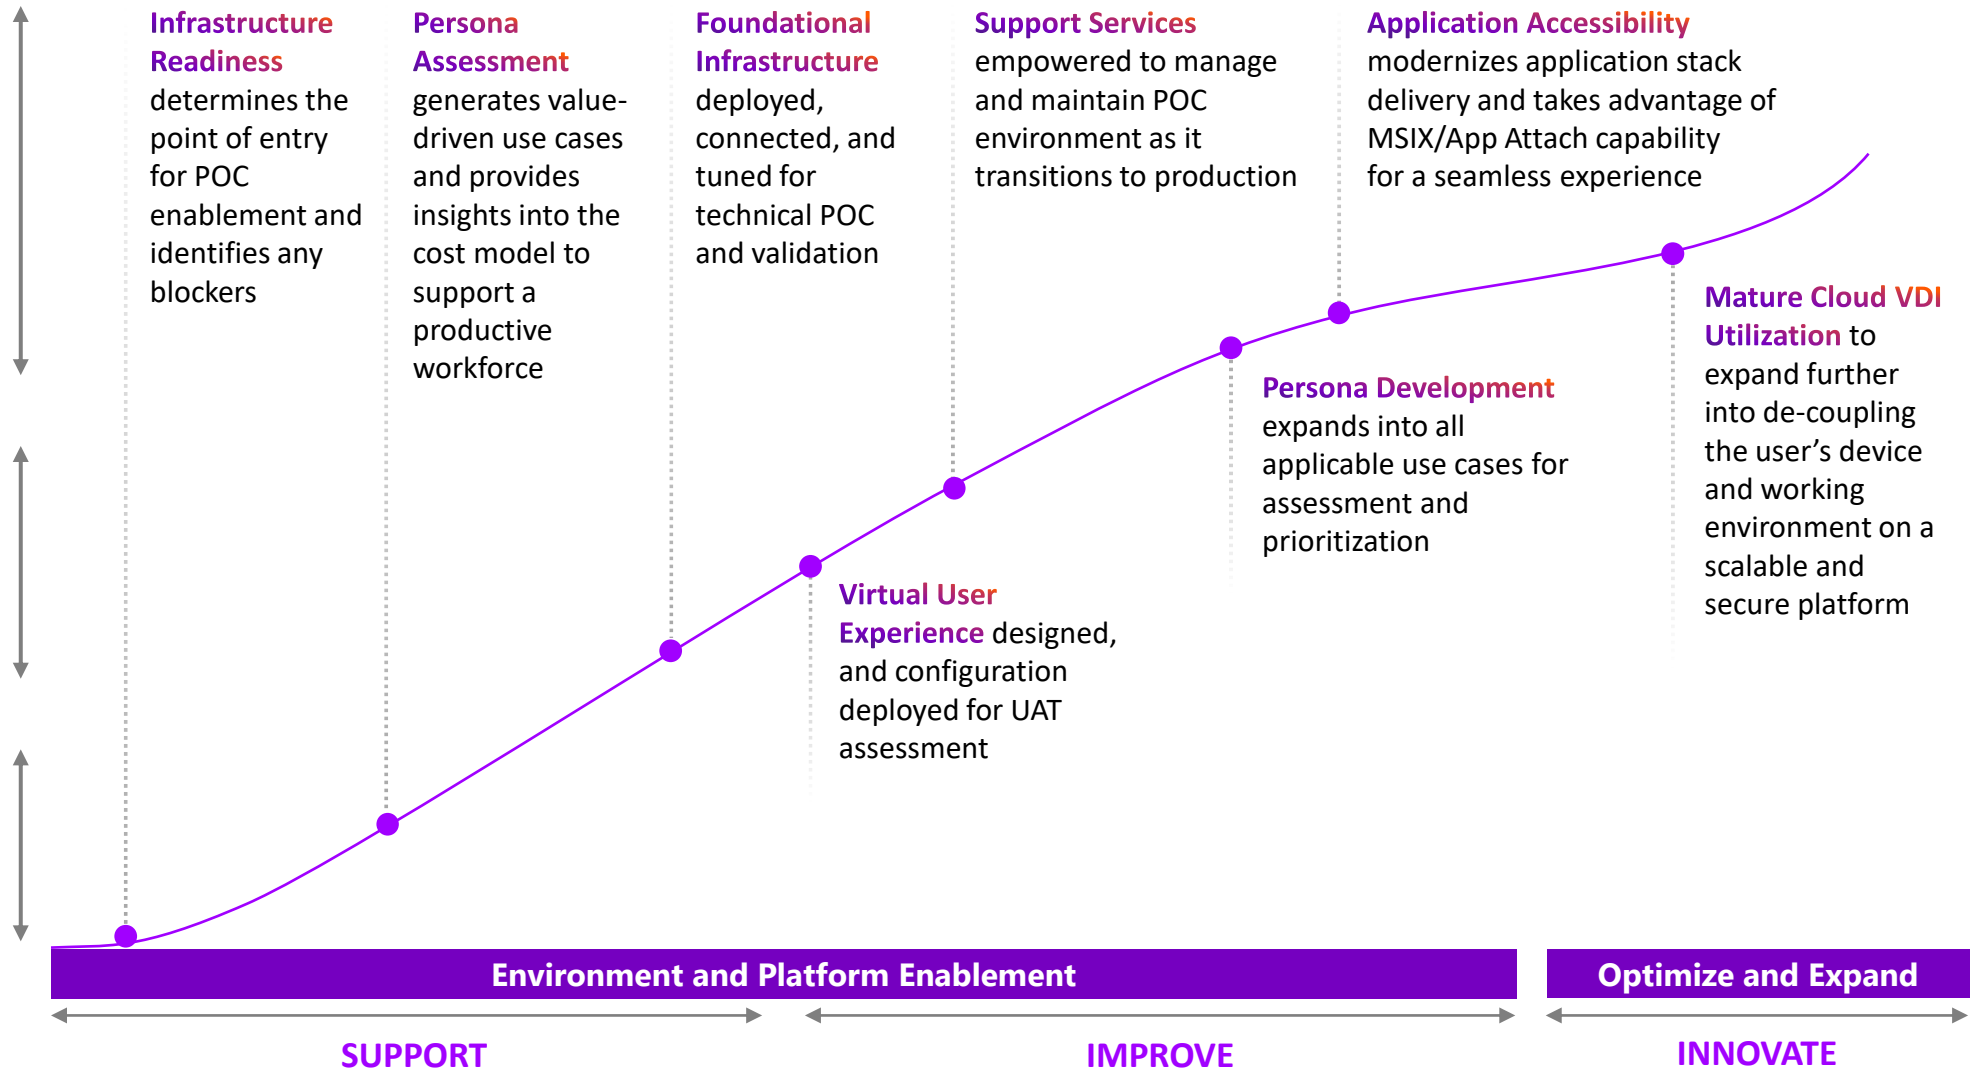 Infrastructure
Readiness
determines the
point of entry
for POC
enablement and
identifies any
blockers
Persona
Assessment
generates value-
driven use cases
and provides
insights into the
cost model to
support a
productive
workforce
Foundational
Infrastructure
deployed,
connected, and
tuned for
technical POC
and validation
Support Services
empowered to manage
and maintain POC
environment as it
transitions to production
Application Accessibility
modernizes application stack
delivery and takes advantage of
MSIX/App Attach capability
for a seamless experience
Mature Cloud VDI
Utilization to
expand further
into de-coupling
the user’s device
and working
environment on a
scalable and
secure platform
Persona Development
expands into all
applicable use cases for
assessment and
prioritization
Virtual User
Experience designed,
and configuration
deployed for UAT
assessment
Environment and Platform Enablement
Optimize and Expand
SUPPORT
IMPROVE
INNOVATE